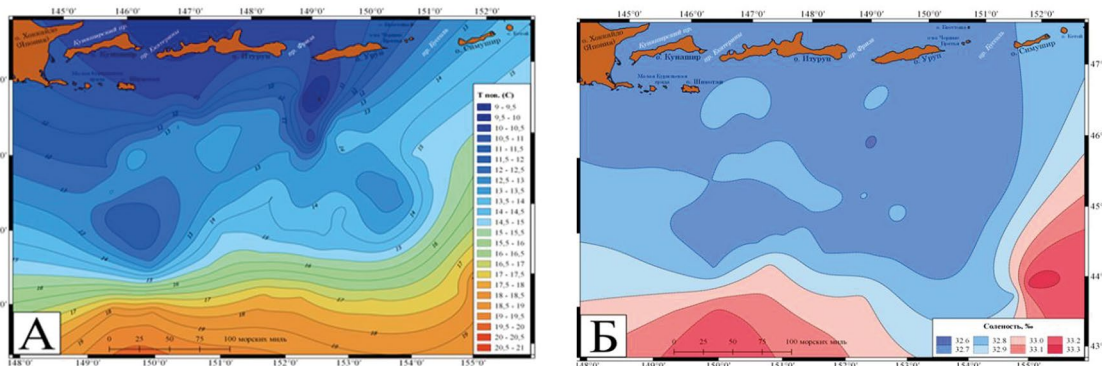 145°0' 146°0' 147°0' 148°0' 149°0' 150°0' 151°0' 152°0'
о. Хоккайдо
(Япония)
Кунаширский пр.
пр. Екатерины
о. Итуруп
пр. Фриза
о. Уруп
пр. Буссоль
о. Симушир
Т пов. (С)
9 - 9,5
9,5 - 10
10 - 10,5
10,5 - 11
11 - 11,5
11,5 - 12
12 - 12,5
12,5 - 13
13 - 13,5
13,5 - 14
14 - 14,5
14,5 - 15
15 - 15,5
15,5 - 16
16 - 16,5
16,5 - 17
17 - 17,5
17,5 - 18
18 - 18,5
18,5 - 19
19 - 19,5
19,5 - 20
20 - 20,5
20,5 - 21
А
0 25 50 75 100 морских миль
148°0' 149°0' 150°0' 151°0' 152°0' 153°0' 154°0' 155°0'
145°0' 146°0' 147°0' 148°0' 149°0' 150°0' 151°0' 152°0'
о. Хоккайдо
(Япония)
Кунаширский пр.
о. Кунашир
пр. Екатерины
о. Итуруп
пр. Фриза
о. Уруп
пр. Буссоль
о. Симушир
о. Кетой
Малая Курильская
гряда
о. Шикотан
47°
46°
45°
44°
43°
Соленость, ‰
32.6 32.8 33.0 33.2
32.7 32.9 33.1 33.3
Б
0 25 50 75 100 морских миль
148°0' 149°0' 150°0' 151°0' 152°0' 153°0' 154°0' 155°0'